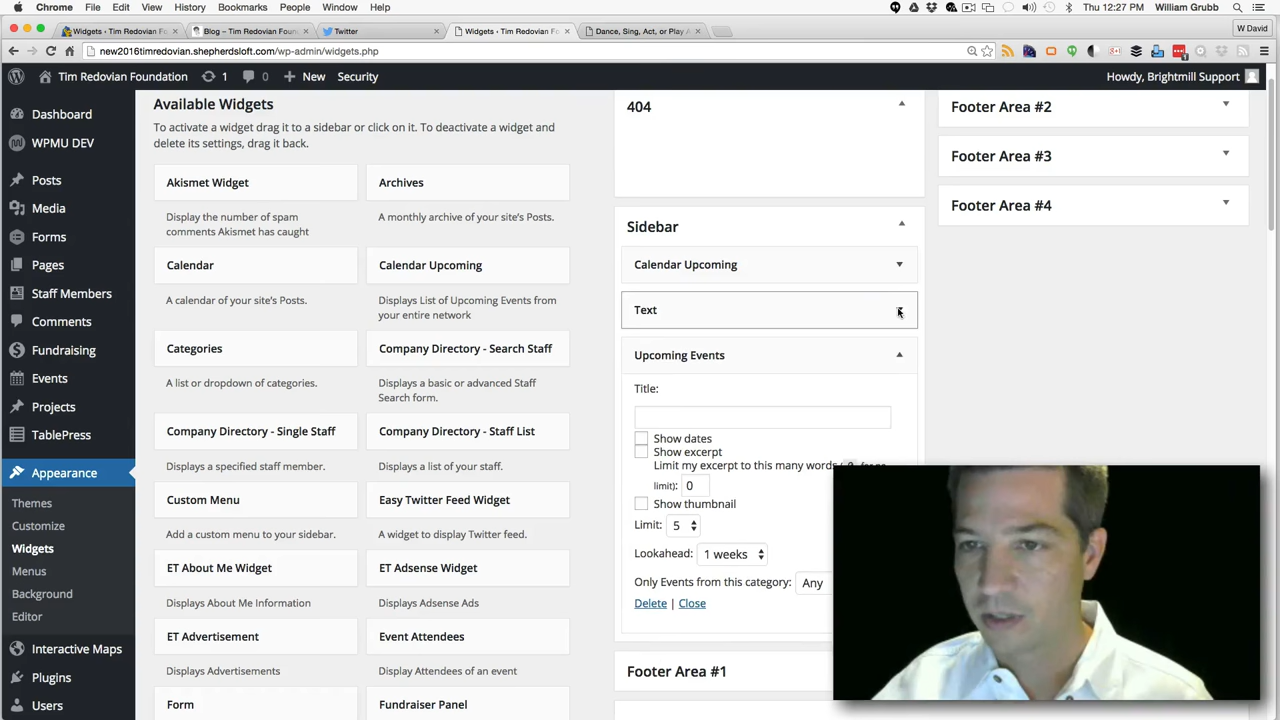 Chrome File Edit View History Bookmarks People Window Help
Thu 12:27 PM William Grubb
Widgets ‹ Tim Redovian Fo
Blog – Tim Redovian Foun
Twitter
Widgets ‹ Tim Redovian Fo
Dance, Sing, Act, or Play A
W David
new2016timredovian.shepherdsloft.com/wp-admin/widgets.php
Tim Redovian Foundation 1 0 New Security
Howdy, Brightmill Support
Dashboard
WPMU DEV
Posts
Media
Forms
Pages
Staff Members
Comments
Fundraising
Events
Projects
TablePress
Appearance
Themes
Customize
Widgets
Menus
Background
Editor
Interactive Maps
Plugins
Users
Available Widgets
To activate a widget drag it to a sidebar or click on it. To deactivate a widget and
delete its settings, drag it back.
Akismet Widget
Display the number of spam
comments Akismet has caught
Archives
A monthly archive of your site's Posts.
Calendar
A calendar of your site's Posts.
Calendar Upcoming
Displays List of Upcoming Events from
your entire network
Categories
A list or dropdown of categories.
Company Directory - Search Staff
Displays a basic or advanced Staff
Search form.
Company Directory - Single Staff
Displays a specified staff member.
Company Directory - Staff List
Displays a list of your staff.
Custom Menu
Add a custom menu to your sidebar.
Easy Twitter Feed Widget
A widget to display Twitter feed.
ET About Me Widget
Displays About Me Information
ET Adsense Widget
Displays Adsense Ads
ET Advertisement
Displays Advertisements
Event Attendees
Display Attendees of an event
Form
Fundraiser Panel
404
Sidebar
Calendar Upcoming
Text
Upcoming Events
Title:
Show dates
Show excerpt
Limit my excerpt to this many words
limit): 0
Show thumbnail
Limit: 5
Lookahead: 1 weeks
Only Events from this category: Any
Delete | Close
Footer Area #1
Footer Area #2
Footer Area #3
Footer Area #4